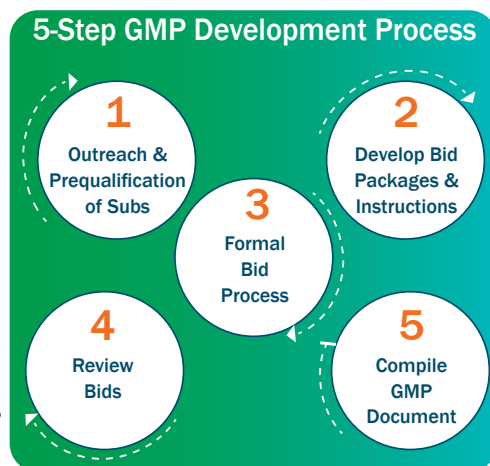 5-Step GMP Development Process
1
Outreach &
Prequalification
of Subs
2
Develop Bid
Packages &
Instructions
3
Formal
Bid
Process
4
Review
Bids
5
Compile
GMP
Document